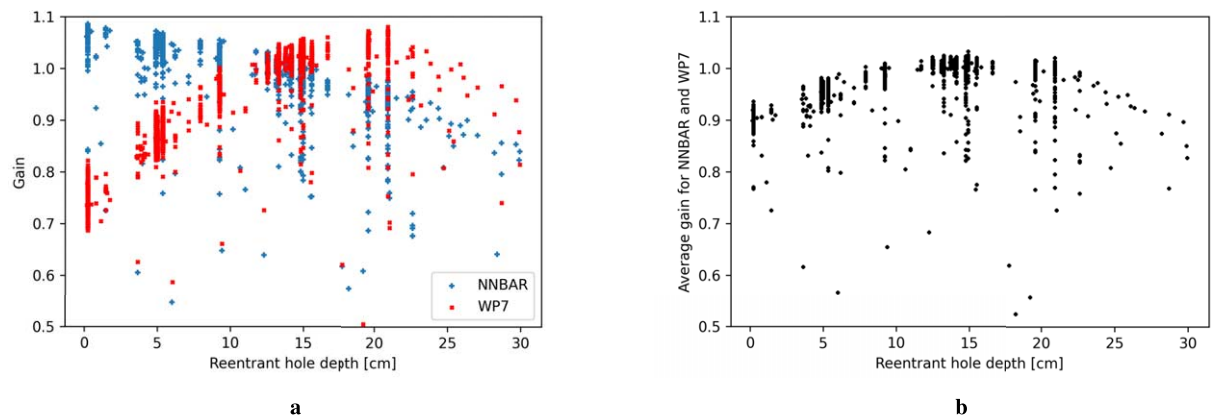 1.1
1.0
0.9
0.8
0.7
0.6
0.5
Gain
0 5 10 15 20 25 30
Reentrant hole depth [cm]
NNBAR
WP7
a
1.1
1.0
0.9
0.8
0.7
0.6
0.5
Average gain for NNBAR and WP7
0 5 10 15 20 25 30
Reentrant hole depth [cm]
b